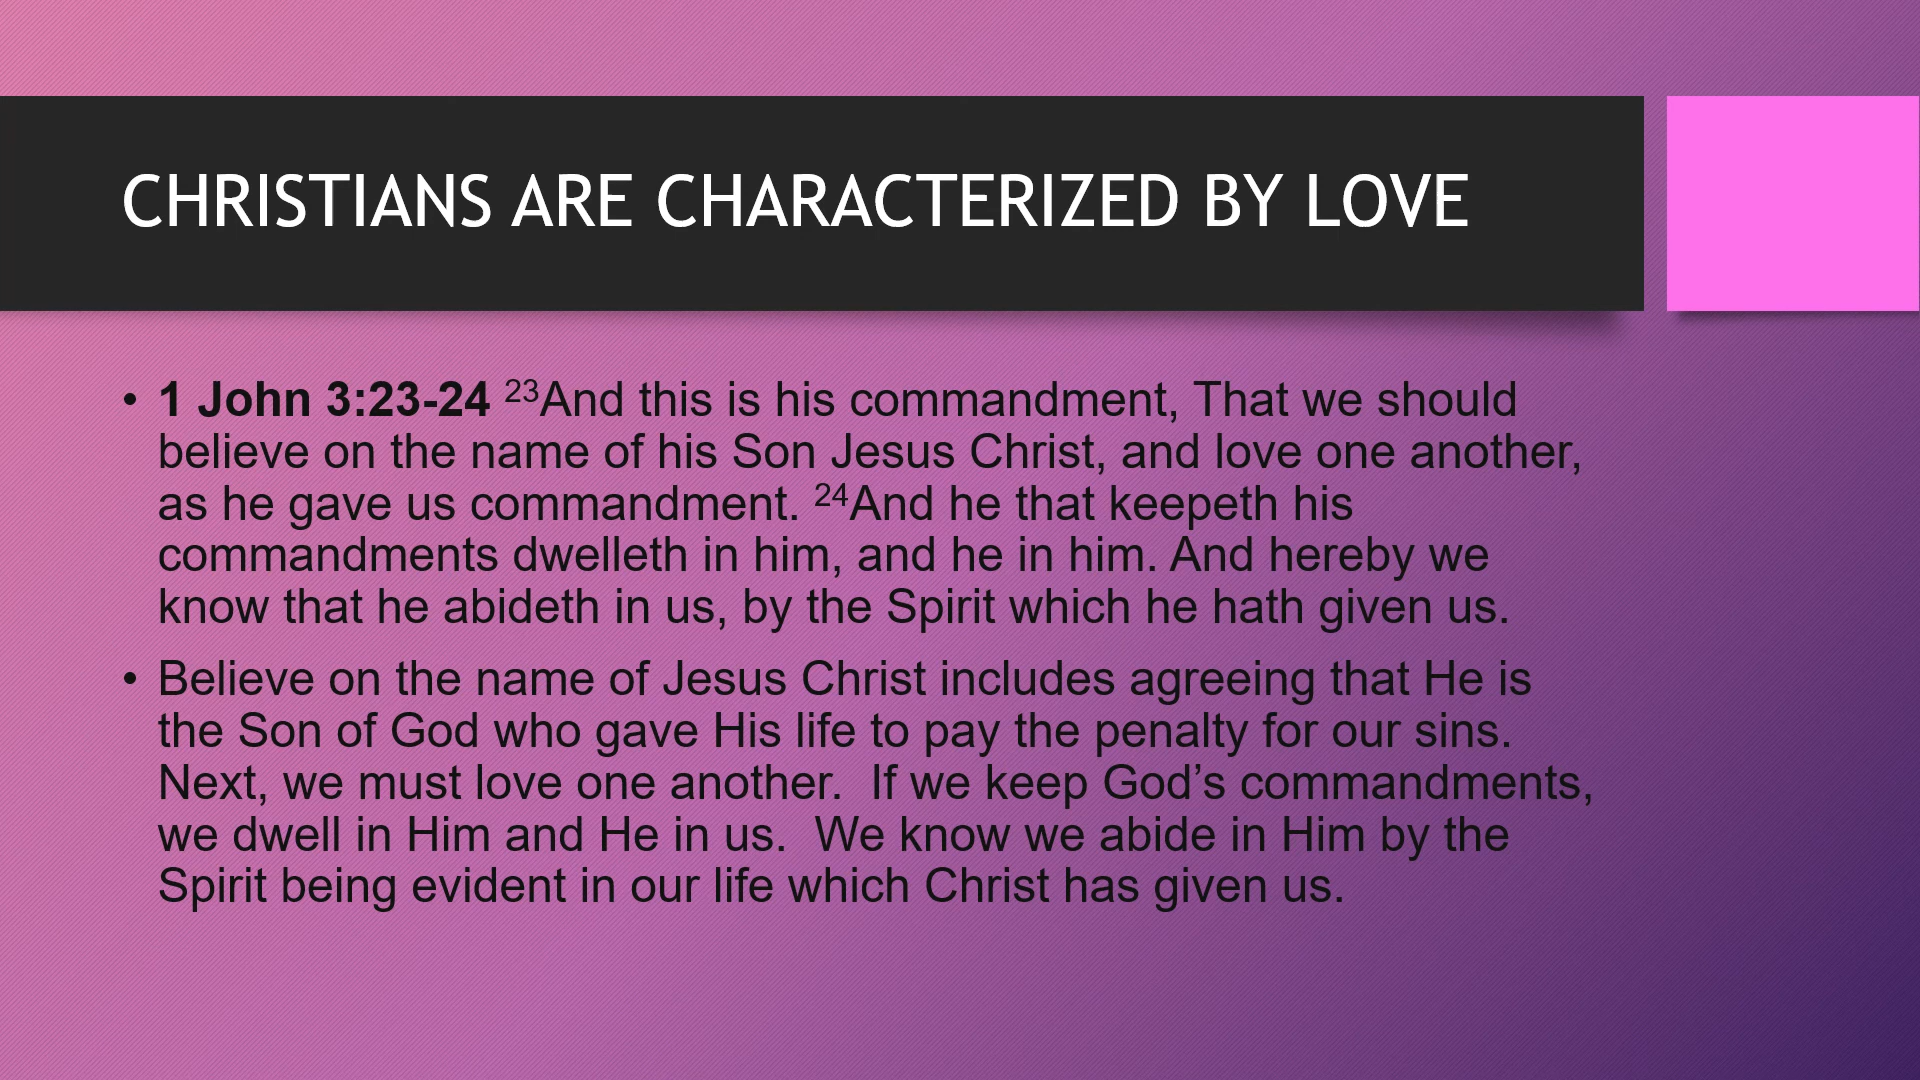 CHRISTIANS ARE CHARACTERIZED BY LOVE
• 1 John 3:23-24 ²³And this is his commandment, That we should
believe on the name of his Son Jesus Christ, and love one another,
as he gave us commandment. ²⁴And he that keepeth his
commandments dwelleth in him, and he in him. And hereby we
know that he abideth in us, by the Spirit which he hath given us.
• Believe on the name of Jesus Christ includes agreeing that He is
the Son of God who gave His life to pay the penalty for our sins.
Next, we must love one another.  If we keep God’s commandments,
we dwell in Him and He in us.  We know we abide in Him by the
Spirit being evident in our life which Christ has given us.